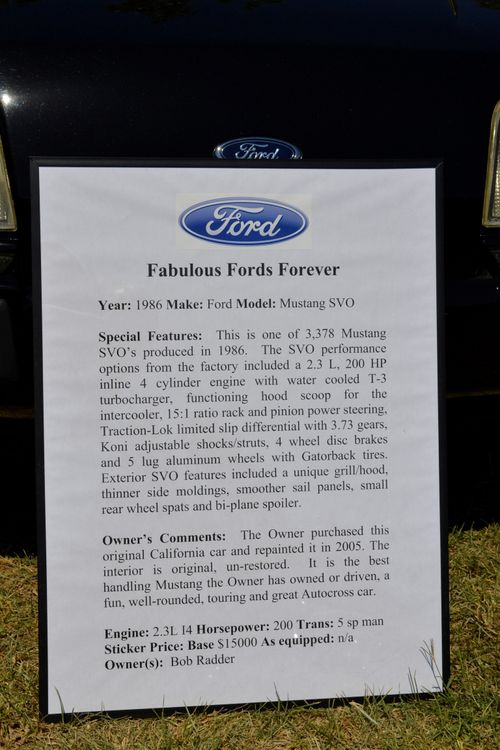 Ford
Ford
Fabulous Fords Forever
Year: 1986 Make: Ford Model: Mustang SVO
Special Features: This is one of 3,378 Mustang
SVO's produced in 1986. The SVO performance
options from the factory included a 2.3 L, 200 HP
inline 4 cylinder engine with water cooled T-3
turbocharger, functioning hood scoop for the
intercooler, 15:1 ratio rack and pinion power steering,
Traction-Lok limited slip differential with 3.73 gears,
Koni adjustable shocks/struts, 4 wheel disc brakes
and 5 lug aluminum wheels with Gatorback tires.
Exterior SVO features included a unique grill/hood,
thinner side moldings, smoother sail panels, small
rear wheel spats and bi-plane spoiler.
Owner's Comments: The Owner purchased this
original California car and repainted it in 2005. The
interior is original, un-restored. It is the best
handling Mustang the Owner has owned or driven, a
fun, well-rounded, touring and great Autocross car.
Engine: 2.3L I4 Horsepower: 200 Trans: 5 sp man
Sticker Price: Base $15000 As equipped: n/a
Owner(s): Bob Radder